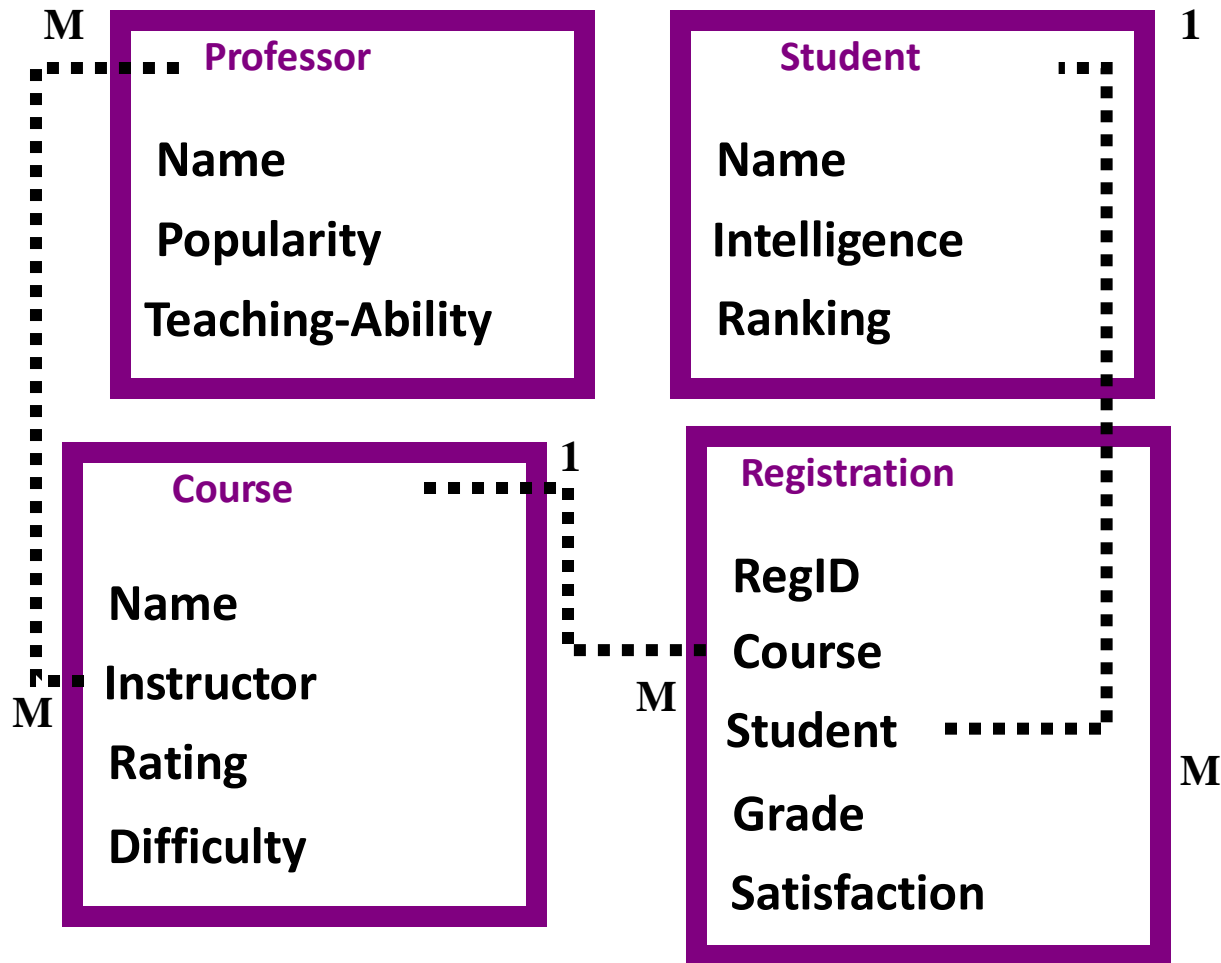 M
Professor
Name
Popularity
Teaching-Ability
1
Student
Name
Intelligence
Ranking
1
Course
Name
Instructor
M
Rating
Difficulty
Registration
RegID
Course
M
Student
M
Grade
Satisfaction